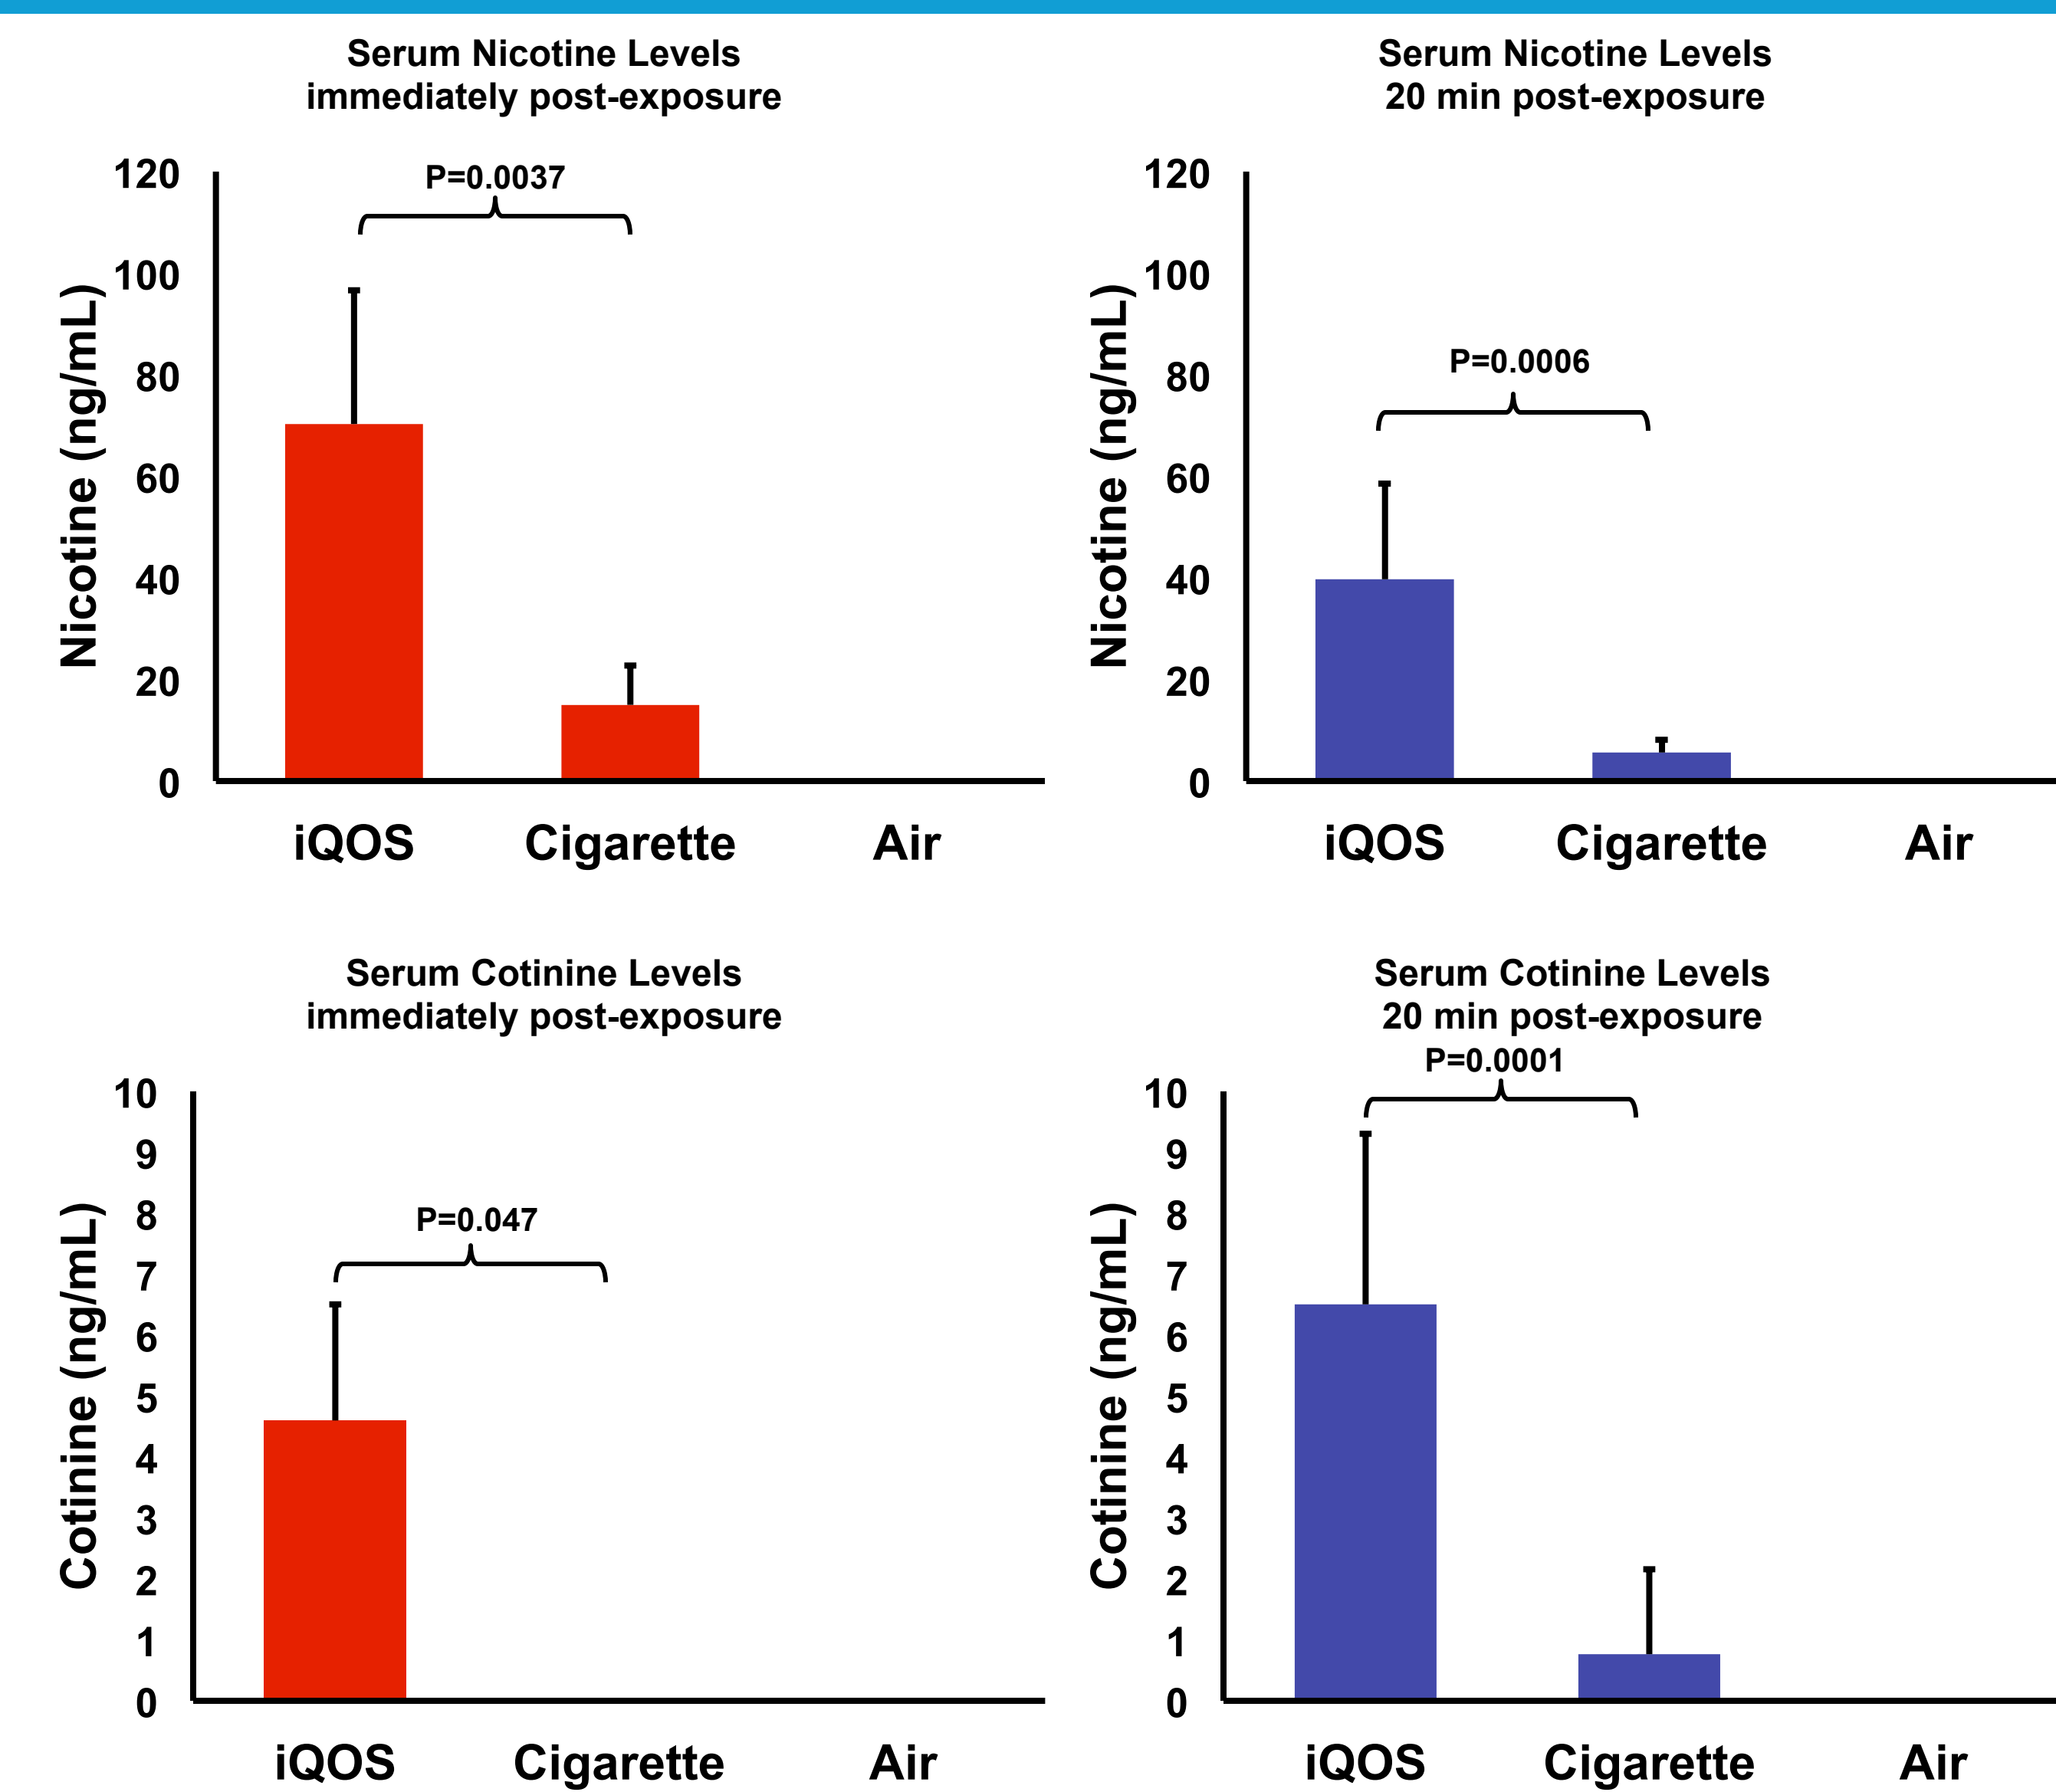 Serum Nicotine Levels
immediately post-exposure
120
100
80
60
40
20
0
Nicotine (ng/mL)
P=0.0037
iQOS Cigarette Air
Serum Nicotine Levels
20 min post-exposure
120
100
80
60
40
20
0
Nicotine (ng/mL)
P=0.0006
iQOS Cigarette Air
Serum Cotinine Levels
immediately post-exposure
10
9
8
7
6
5
4
3
2
1
0
Cotinine (ng/mL)
P=0.047
iQOS Cigarette Air
Serum Cotinine Levels
20 min post-exposure
P=0.0001
10
9
8
7
6
5
4
3
2
1
0
Cotinine (ng/mL)
iQOS Cigarette Air